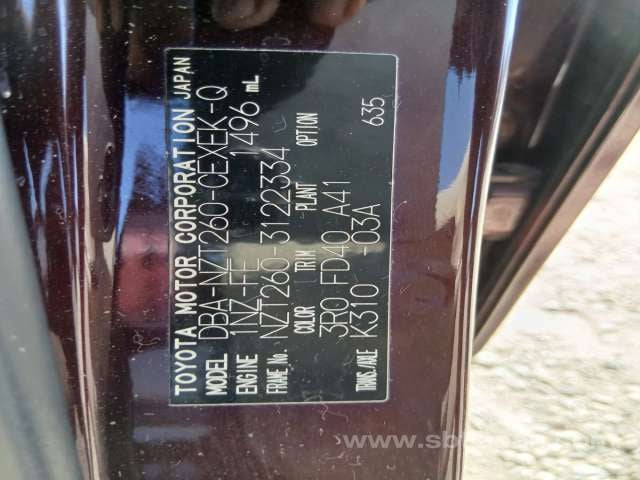 TOYOTA MOTOR CORPORATION JAPAN
MODEL DBA-NZT260-CEXEK-Q
ENGINE 1NZ-FE 1496 mL
FRAME No. NZT260-3122334
COLOR TRIM PLANT OPTION
3R0 FD40 A41 635
TRANS./AXLE K310 -03A